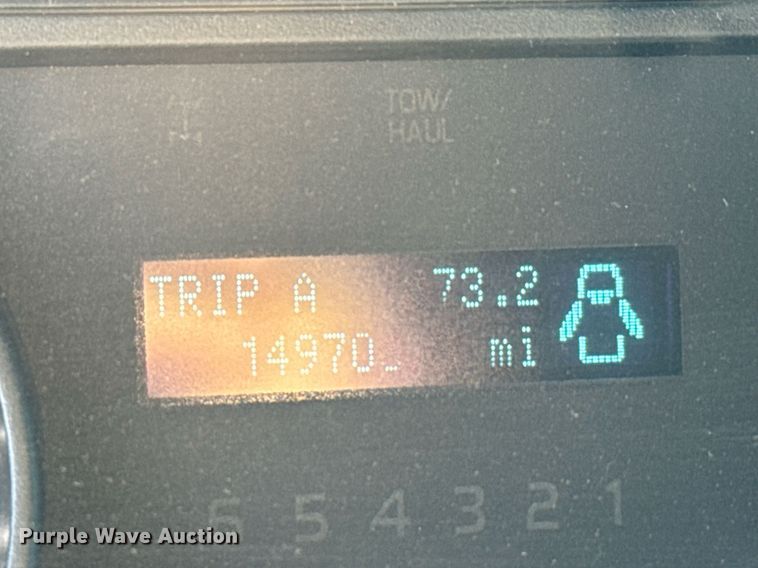 TOW/
HAUL
TRIP A 73.2
14970 mi
6 5 4 3 2 1
Purple Wave Auction